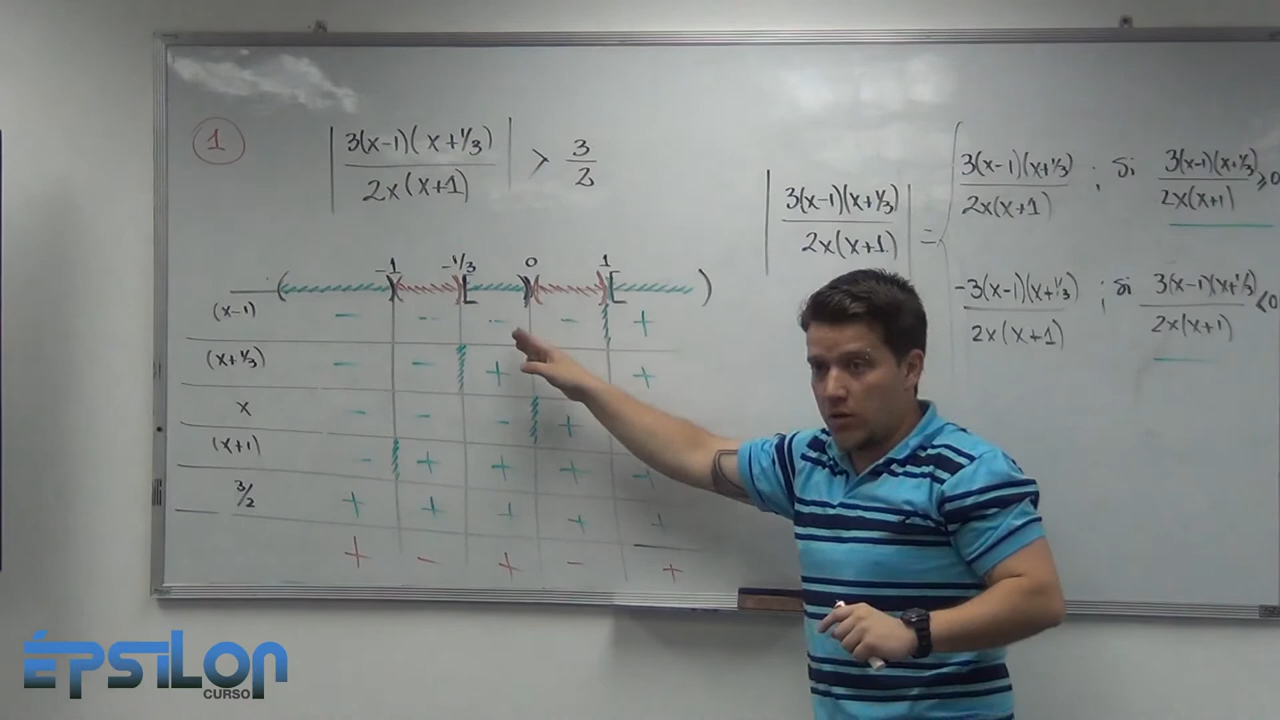 1
| 3(x-1)(x+1/3) / 2x(x+1) | > 3/2
-1 -1/3 0 1
(x-1) - - - - +
(x+1/3) - - + +
x - - - +
(x+1) - + + + +
3/2 + + + + +
+ - + - +
| 3(x-1)(x+1/3) / 2x(x+1) | = { 3(x-1)(x+1/3) / 2x(x+1) ; si 3(x-1)(x+1/3) / 2x(x+1) ≥ 0
-3(x-1)(x+1/3) / 2x(x+1) ; si 3(x-1)(x+1/3) / 2x(x+1) < 0
ÉPSILON
CURSO